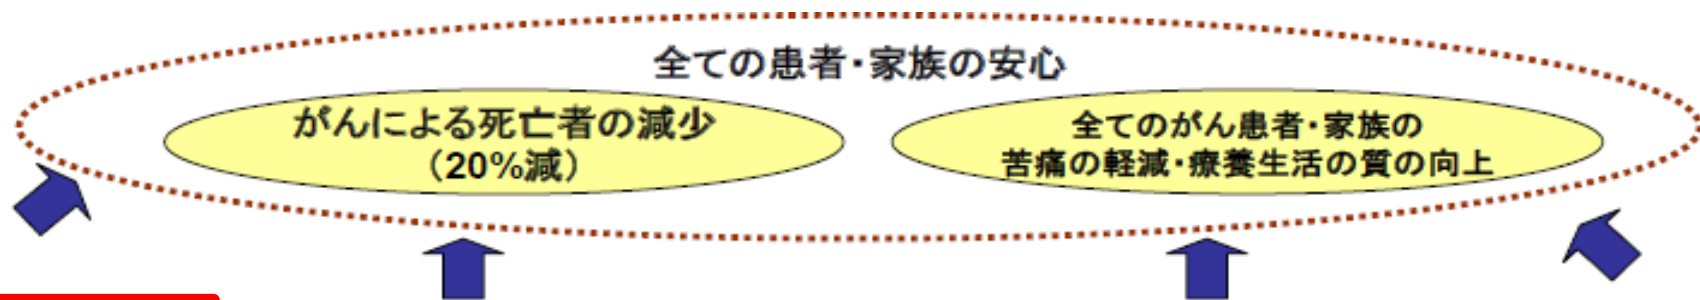 全ての患者・家族の安心
がんによる死亡者の減少
（20%減）
全てのがん患者・家族の
苦痛の軽減・療養生活の質の向上